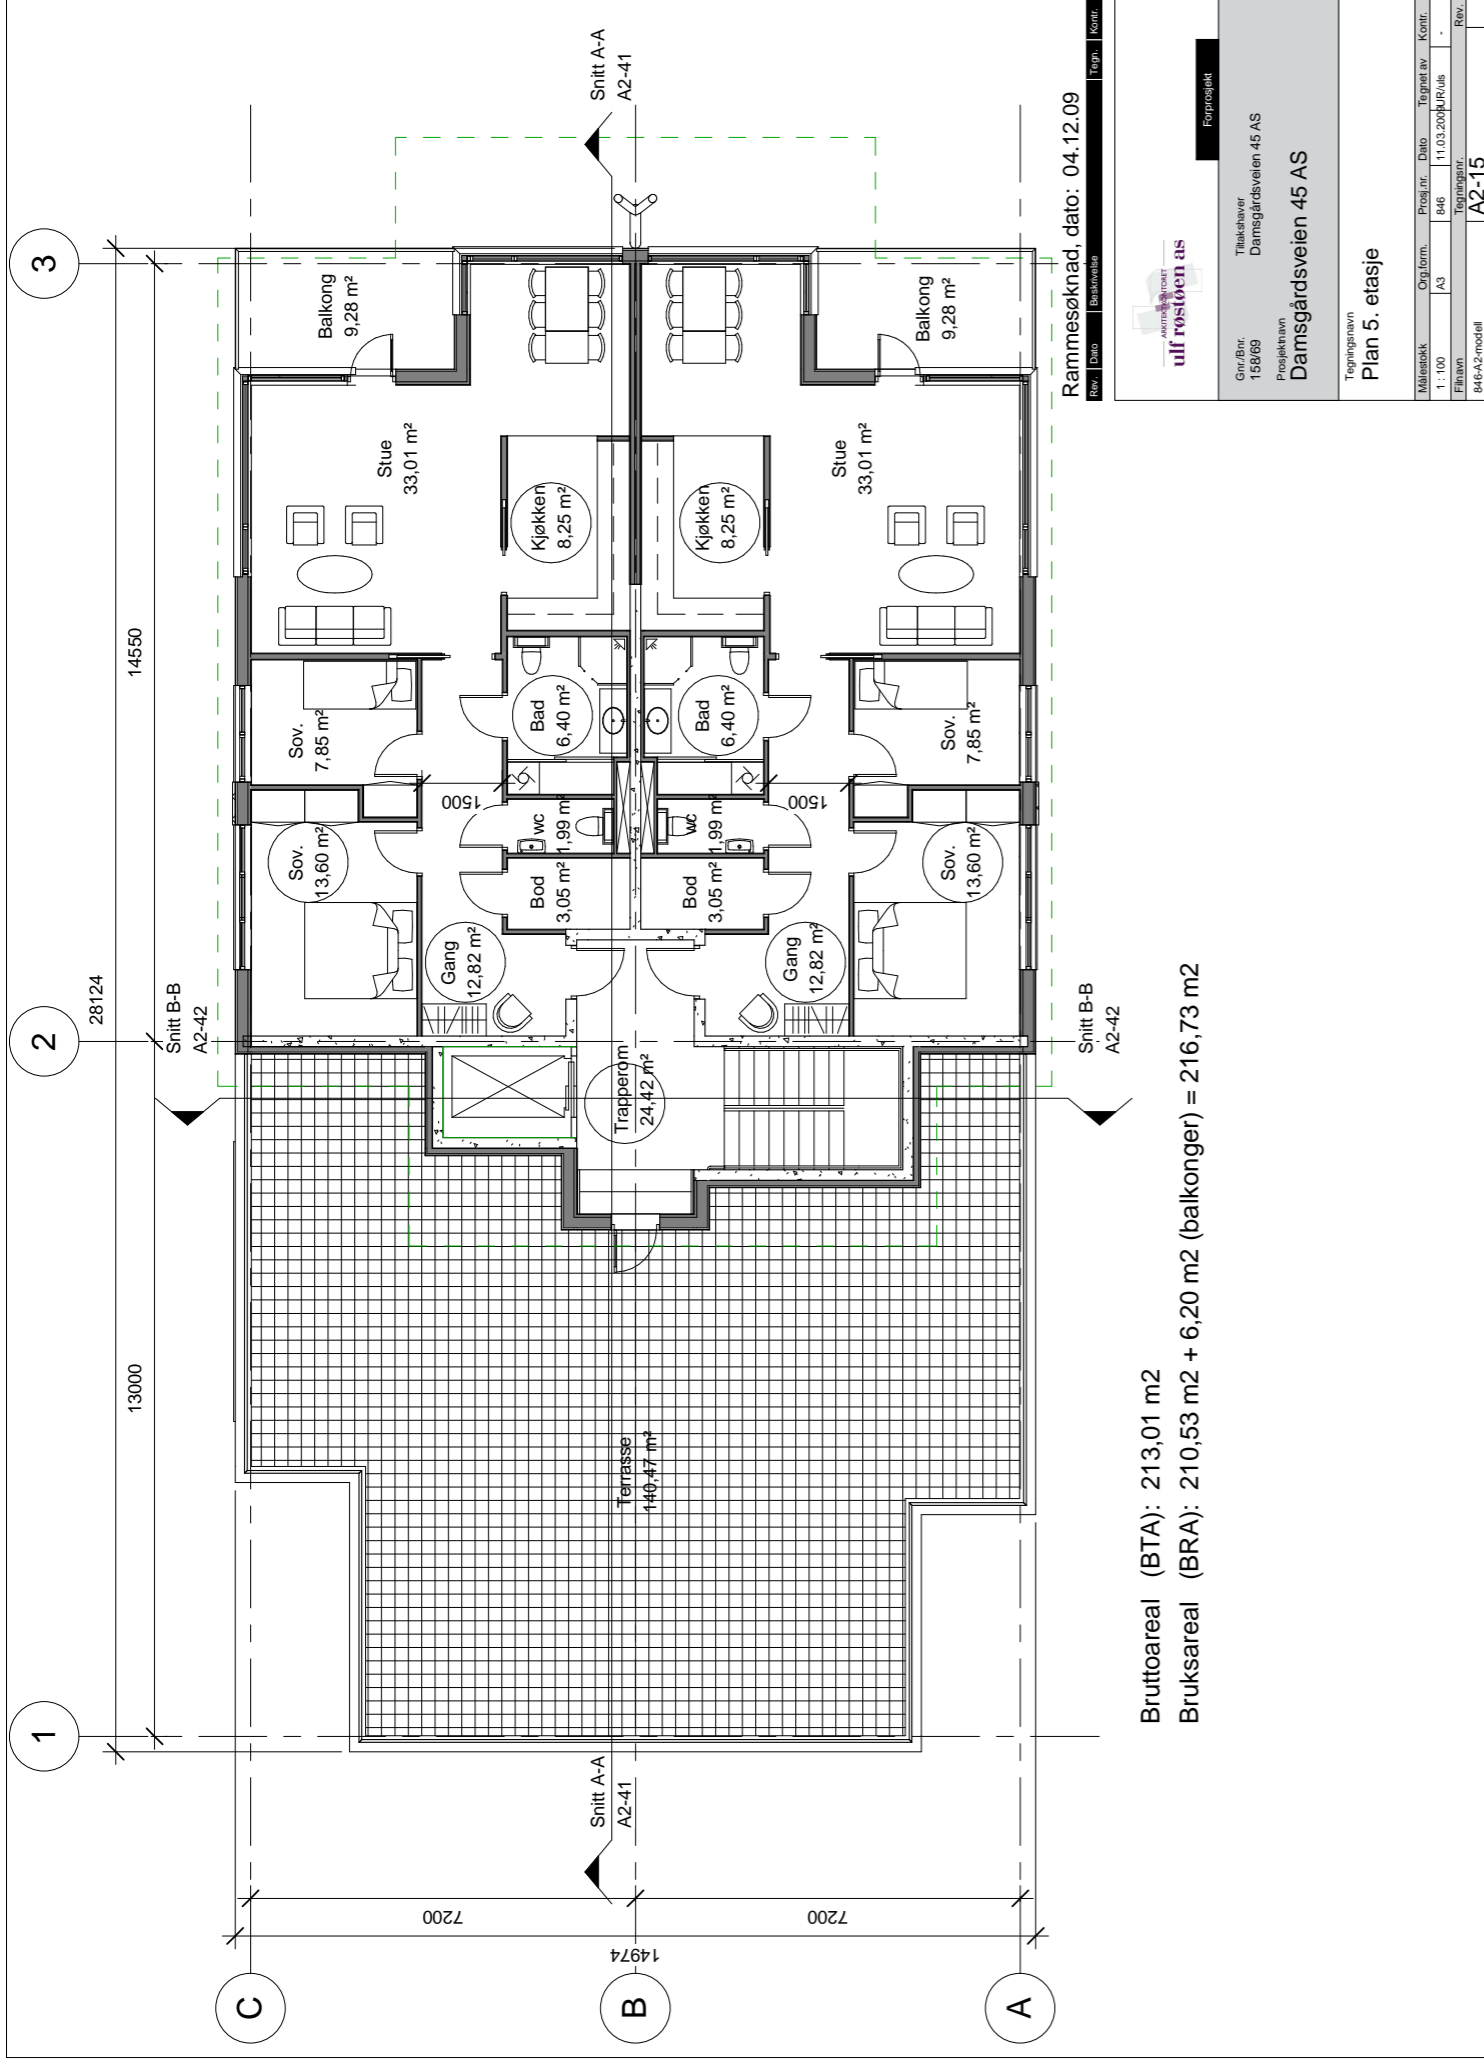 1
2
3
28124
13000
14550
Snitt B-B
A2-42
C
B
A
14974
7200
7200
Snitt A-A
A2-41
Snitt A-A
A2-41
Snitt B-B
A2-42
Terrasse
140,47 m²
Trapperom
24,42 m²
Sov.
13,60 m²
Sov.
7,85 m²
Stue
33,01 m²
Balkong
9,28 m²
Gang
12,82 m²
Bod
3,05 m²
wc
1,99 m²
1500
Bad
6,40 m²
Kjøkken
8,25 m²
Kjøkken
8,25 m²
Bad
6,40 m²
wc
1,99 m²
1500
Bod
3,05 m²
Gang
12,82 m²
Sov.
13,60 m²
Sov.
7,85 m²
Stue
33,01 m²
Balkong
9,28 m²
Bruttoareal (BTA): 213,01 m2
Bruksareal (BRA): 210,53 m2 + 6,20 m2 (balkonger) = 216,73 m2
Rammesøknad, dato: 04.12.09
Rev. Dato Beskrivelse Tegn. Kontr.
ARKITEKTKONTORET
ulf røstøen as
Forprosjekt
Gnr./Bnr. Tiltakshaver
158/69 Damsgårdsveien 45 AS
Prosjektnavn
Damsgårdsveien 45 AS
Tegningsnavn
Plan 5. etasje
Målestokk Org.form. Prosj.nr. Dato Tegnet av Kontr.
1 : 100 A3 846 11.03.2009 UR/uls -
Filnavn Tegningsnr. Rev.
846-A2-modell A2-15